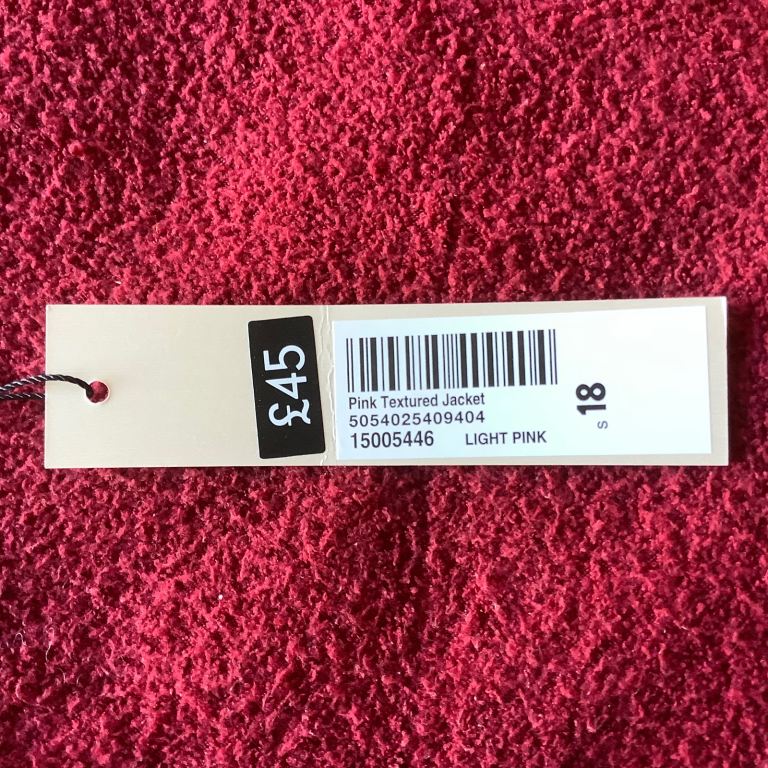 £45
Pink Textured Jacket
5054025409404
15005446 LIGHT PINK
S 18